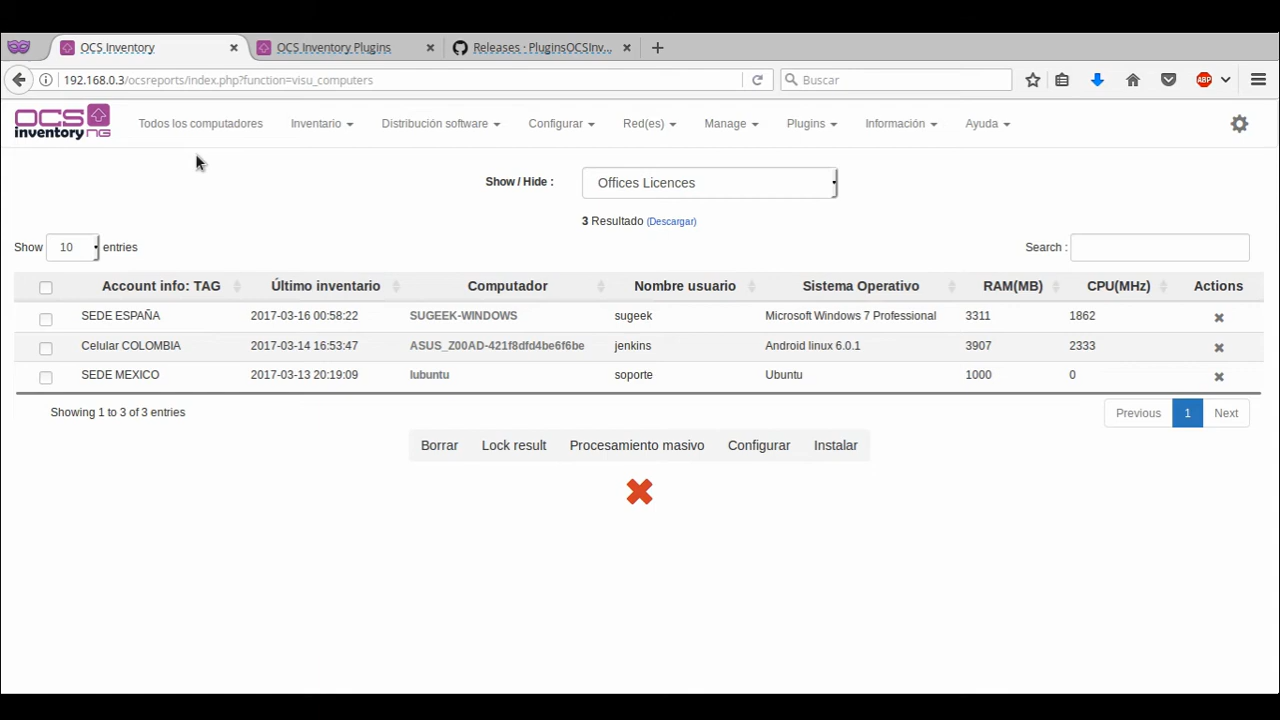 OCS Inventory
OCS Inventory Plugins
Releases · PluginsOCSInv...
192.168.0.3/ocsreports/index.php?function=visu_computers
Buscar
ABP
OCS inventory NG
Todos los computadores
Inventario
Distribución software
Configurar
Red(es)
Manage
Plugins
Información
Ayuda
Show / Hide :
Offices Licences
3 Resultado (Descargar)
Show 10 entries
Search :
Account info: TAG Último inventario Computador Nombre usuario Sistema Operativo RAM(MB) CPU(MHz) Actions
SEDE ESPAÑA 2017-03-16 00:58:22 SUGEEK-WINDOWS sugeek Microsoft Windows 7 Professional 3311 1862
Celular COLOMBIA 2017-03-14 16:53:47 ASUS_Z00AD-421f8dfd4be6f6be jenkins Android linux 6.0.1 3907 2333
SEDE MEXICO 2017-03-13 20:19:09 lubuntu soporte Ubuntu 1000 0
Showing 1 to 3 of 3 entries
Previous 1 Next
Borrar Lock result Procesamiento masivo Configurar Instalar